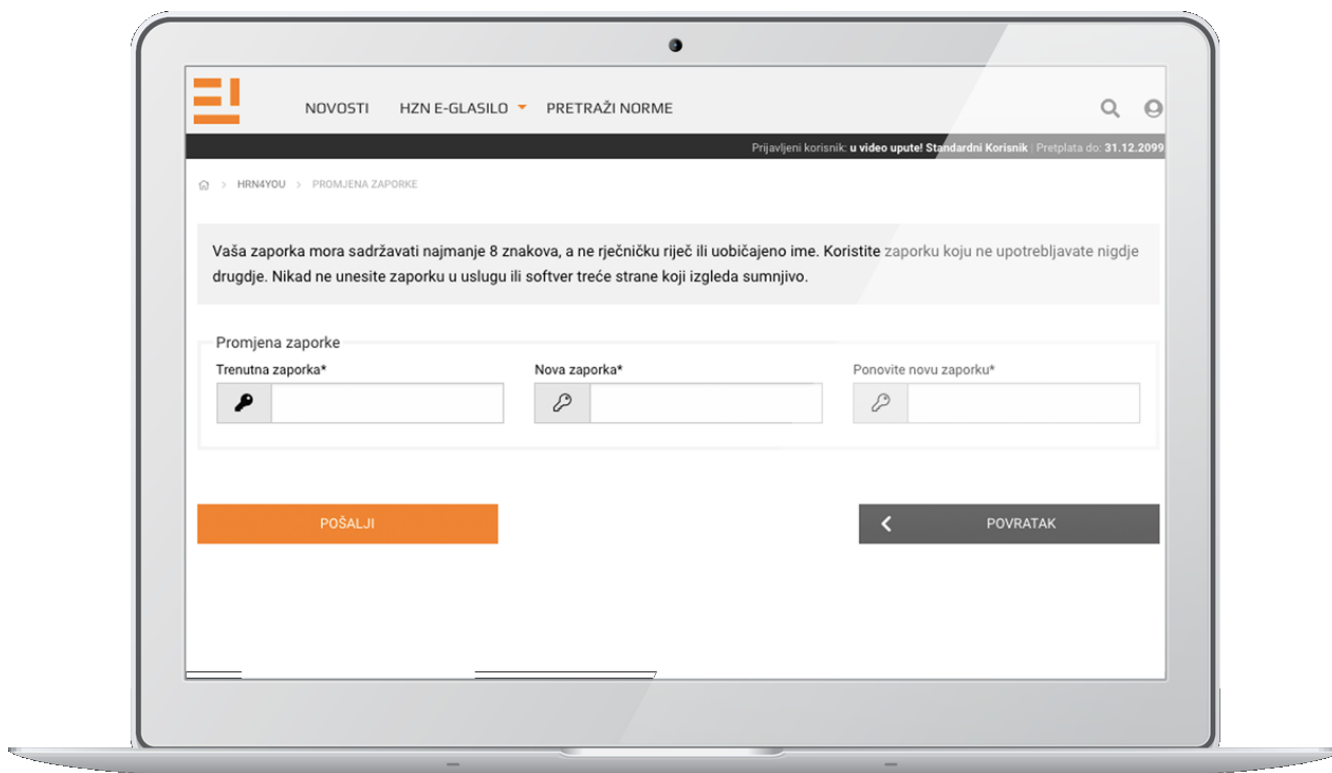 NOVOSTI HZN E-GLASILO PRETRAŽI NORME
Prijavljeni korisnik: u video upute! Standardni Korisnik | Pretplata do: 31.12.2099
HRN4YOU > PROMJENA ZAPORKE
Vaša zaporka mora sadržavati najmanje 8 znakova, a ne rječničku riječ ili uobičajeno ime. Koristite zaporku koju ne upotrebljavate nigdje
drugdje. Nikad ne unesite zaporku u uslugu ili softver treće strane koji izgleda sumnjivo.
Promjena zaporke
Trenutna zaporka* Nova zaporka* Ponovite novu zaporku*
POŠALJI POVRATAK